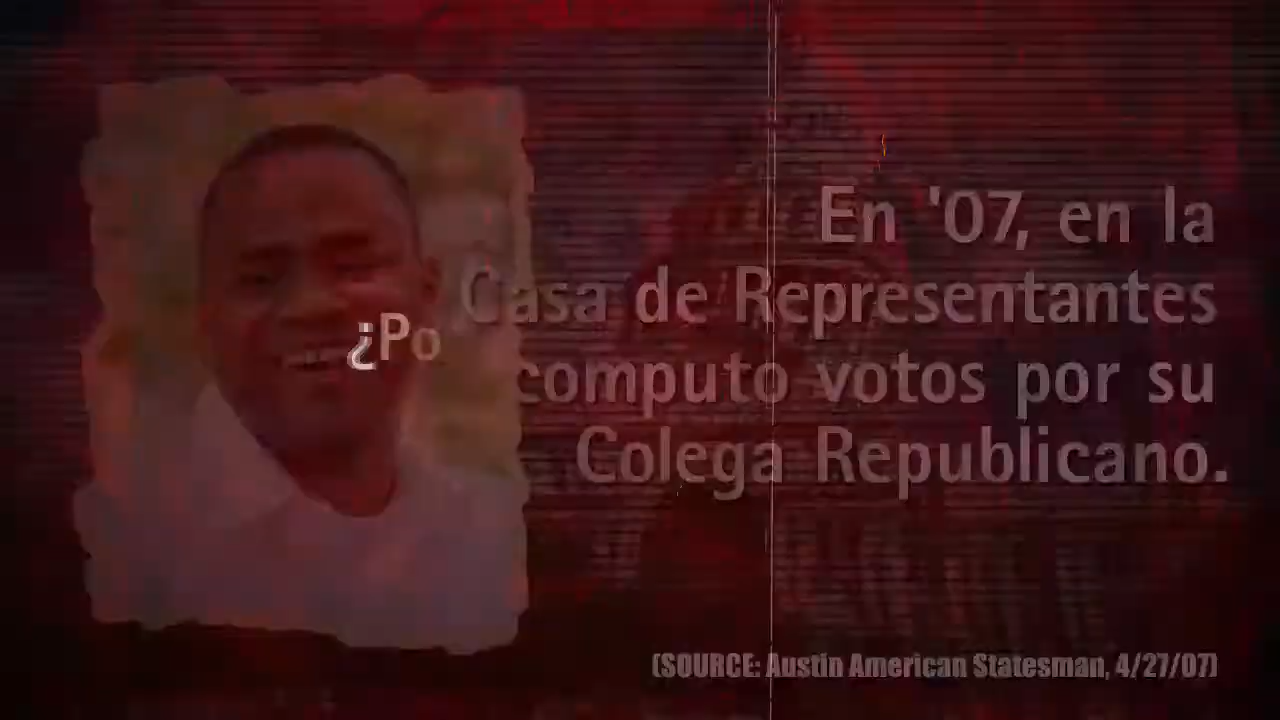 En '07, en la
Casa de Representantes
computo votos por su
Colega Republicano.
¿Po
(SOURCE: Austin American Statesman, 4/27/07)